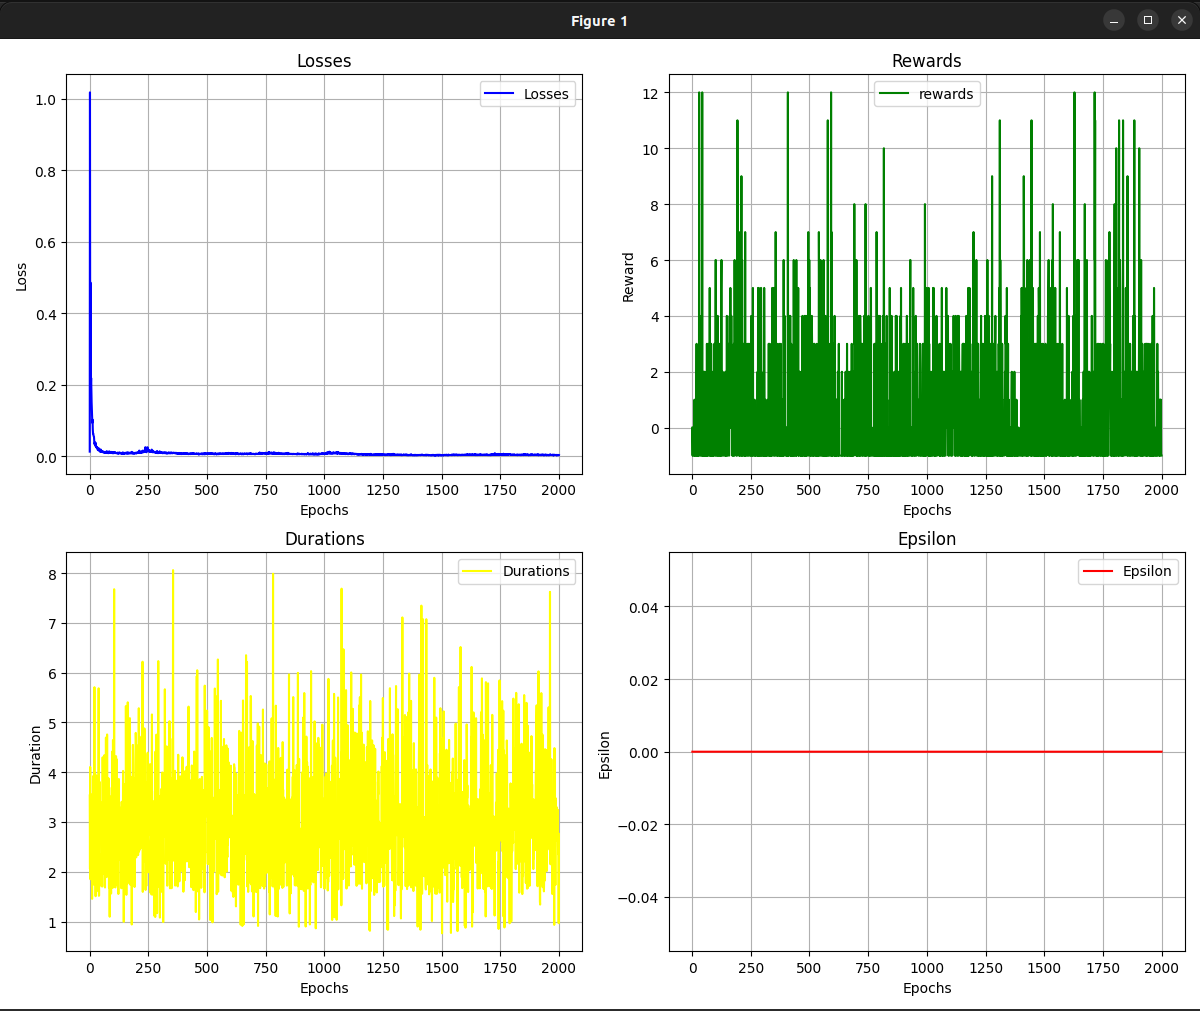 Figure 1
Losses
Losses
1.0
0.8
0.6
0.4
0.2
0.0
Loss
0 250 500 750 1000 1250 1500 1750 2000
Epochs
Rewards
rewards
12
10
8
6
4
2
0
Reward
0 250 500 750 1000 1250 1500 1750 2000
Epochs
Durations
Durations
8
7
6
5
4
3
2
1
Duration
0 250 500 750 1000 1250 1500 1750 2000
Epochs
Epsilon
Epsilon
0.04
0.02
0.00
−0.02
−0.04
Epsilon
0 250 500 750 1000 1250 1500 1750 2000
Epochs